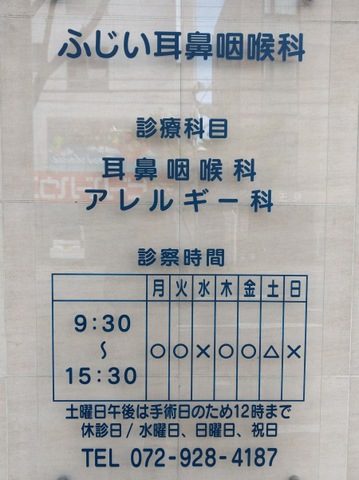 ふじい耳鼻咽喉科
診療科目
耳鼻咽喉科
アレルギー科
診察時間
月 火 水 木 金 土 日
9:30 〜 15:30 ○ ○ × ○ ○ △ ×
土曜日午後は手術日のため12時まで
休診日/水曜日、日曜日、祝日
TEL 072-928-4187